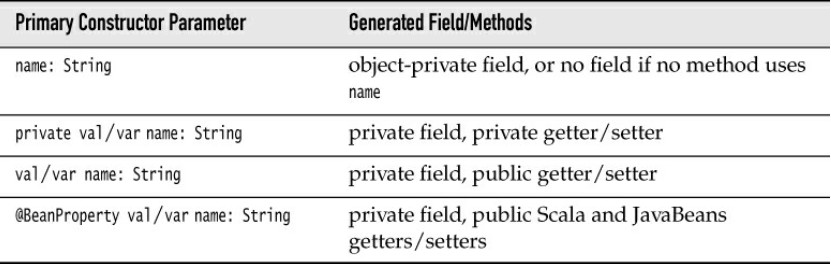 Primary Constructor Parameter Generated Field/Methods
name: String object-private field, or no field if no method uses
name
private val/var name: String private field, private getter/setter
val/var name: String private field, public getter/setter
@BeanProperty val/var name: String private field, public Scala and JavaBeans
getters/setters